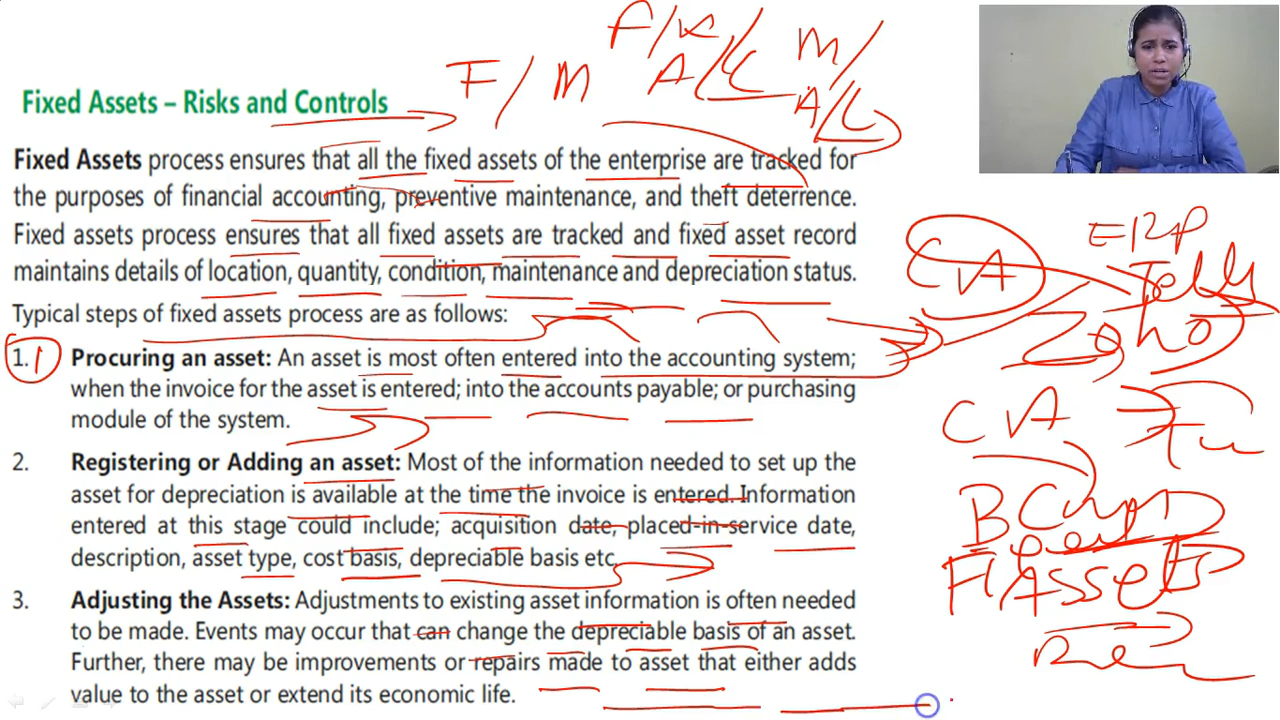 F/M
F/X
A/C
M/
A/C
Fixed Assets – Risks and Controls
Fixed Assets process ensures that all the fixed assets of the enterprise are tracked for
the purposes of financial accounting, preventive maintenance, and theft deterrence.
Fixed assets process ensures that all fixed assets are tracked and fixed asset record
maintains details of location, quantity, condition, maintenance and depreciation status.
Typical steps of fixed assets process are as follows:
1. Procuring an asset: An asset is most often entered into the accounting system;
when the invoice for the asset is entered; into the accounts payable; or purchasing
module of the system.
2. Registering or Adding an asset: Most of the information needed to set up the
asset for depreciation is available at the time the invoice is entered. Information
entered at this stage could include; acquisition date, placed-in-service date,
description, asset type, cost basis, depreciable basis etc.
3. Adjusting the Assets: Adjustments to existing asset information is often needed
to be made. Events may occur that can change the depreciable basis of an asset.
Further, there may be improvements or repairs made to asset that either adds
value to the asset or extend its economic life.
1
CVA
ERP
Zoho
CVA
F/Assets